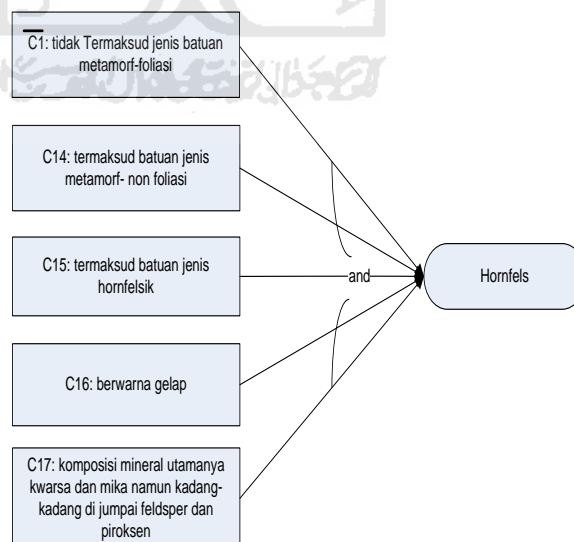 C1: tidak Termaksud jenis batuan
metamorf-foliasi
C14: termaksud batuan jenis
metamorf- non foliasi
C15: termaksud batuan jenis
hornfelsik
and
Hornfels
C16: berwarna gelap
C17: komposisi mineral utamanya
kwarsa dan mika namun kadang-
kadang di jumpai feldsper dan
piroksen